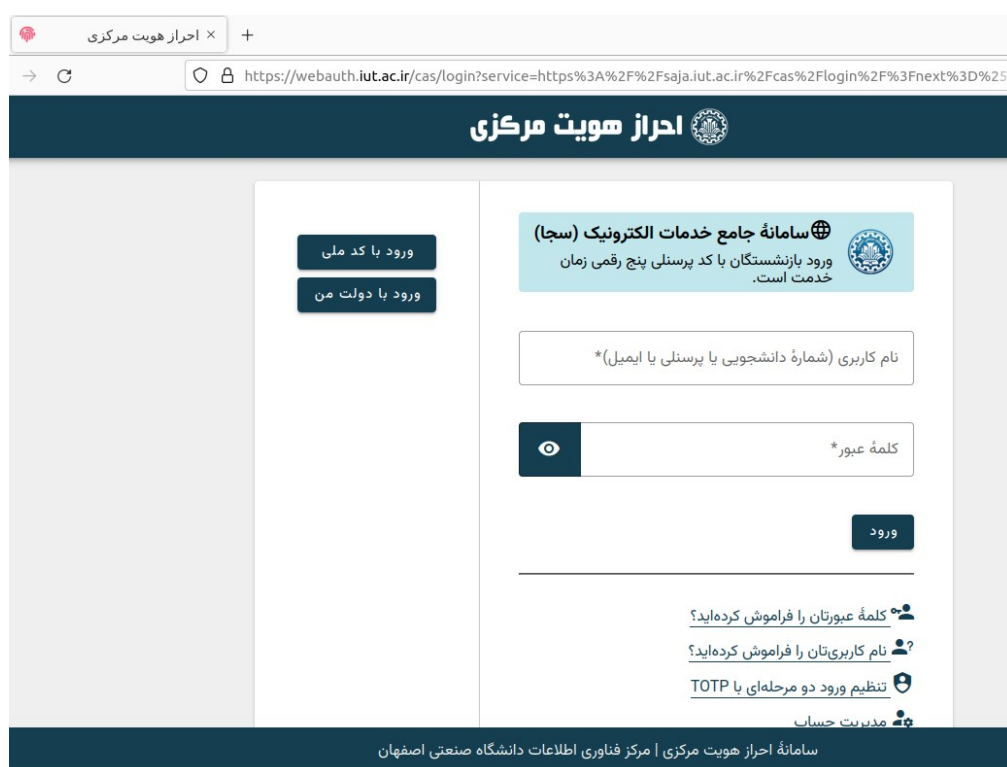 احراز هویت مرکزی
https://webauth.iut.ac.ir/cas/login?service=https%3A%2F%2Fsaja.iut.ac.ir%2Fcas%2Flogin%2F%3Fnext%3D%25
احراز هویت مرکزی
سامانهٔ جامع خدمات الکترونیک (سجا)
ورود بازنشستگان با کد پرسنلی پنج رقمی زمان
خدمت است.
نام کاربری (شمارهٔ دانشجویی یا پرسنلی یا ایمیل)*
کلمهٔ عبور*
ورود
کلمهٔ عبورتان را فراموش کرده‌اید؟
نام کاربری‌تان را فراموش کرده‌اید؟
تنظیم ورود دو مرحله‌ای با TOTP
مدیریت حساب
ورود با کد ملی
ورود با دولت من
سامانهٔ احراز هویت مرکزی | مرکز فناوری اطلاعات دانشگاه صنعتی اصفهان